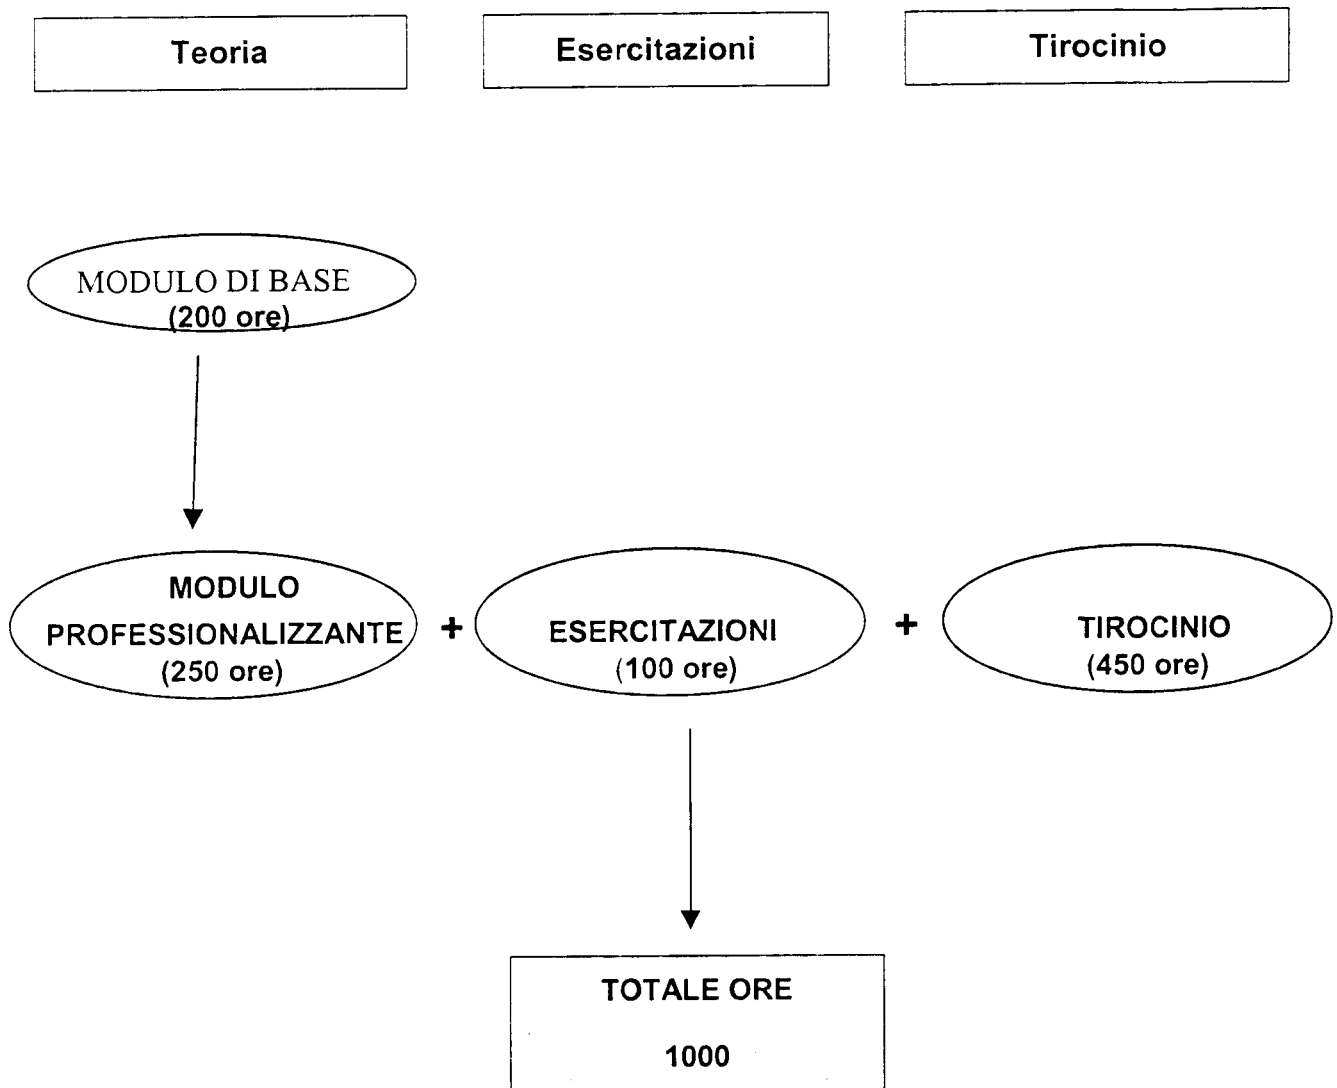 Teoria
Esercitazioni
Tirocinio
MODULO DI BASE
(200 ore)
MODULO
PROFESSIONALIZZANTE
(250 ore)
+
ESERCITAZIONI
(100 ore)
+
TIROCINIO
(450 ore)
TOTALE ORE
1000